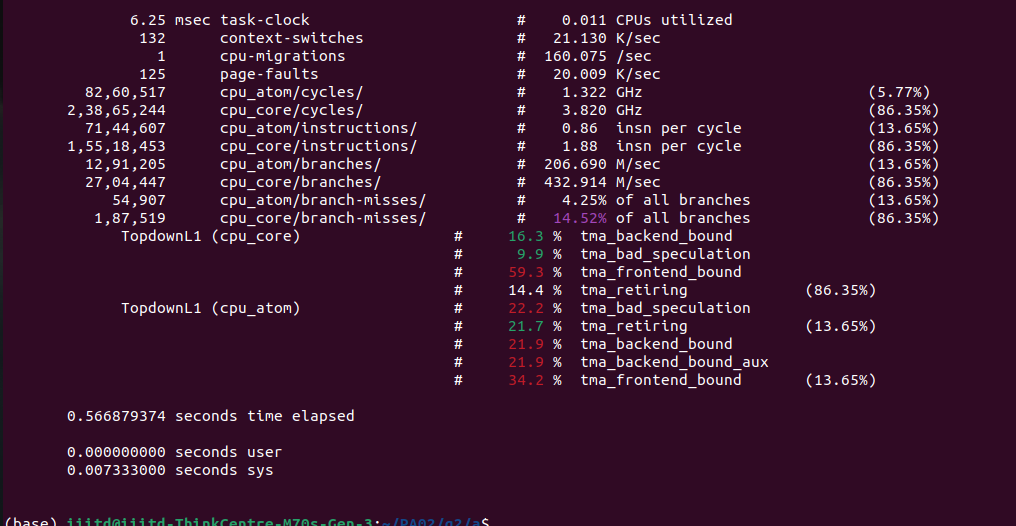 6.25 msec task-clock # 0.011 CPUs utilized
132 context-switches # 21.130 K/sec
1 cpu-migrations # 160.075 /sec
125 page-faults # 20.009 K/sec
82,60,517 cpu_atom/cycles/ # 1.322 GHz (5.77%)
2,38,65,244 cpu_core/cycles/ # 3.820 GHz (86.35%)
71,44,607 cpu_atom/instructions/ # 0.86 insn per cycle (13.65%)
1,55,18,453 cpu_core/instructions/ # 1.88 insn per cycle (86.35%)
12,91,205 cpu_atom/branches/ # 206.690 M/sec (13.65%)
27,04,447 cpu_core/branches/ # 432.914 M/sec (86.35%)
54,907 cpu_atom/branch-misses/ # 4.25% of all branches (13.65%)
1,87,519 cpu_core/branch-misses/ # 14.52% of all branches (86.35%)
TopdownL1 (cpu_core) # 16.3 % tma_backend_bound
# 9.9 % tma_bad_speculation
# 59.3 % tma_frontend_bound
# 14.4 % tma_retiring (86.35%)
TopdownL1 (cpu_atom) # 22.2 % tma_bad_speculation
# 21.7 % tma_retiring (13.65%)
# 21.9 % tma_backend_bound
# 21.9 % tma_backend_bound_aux
# 34.2 % tma_frontend_bound (13.65%)
0.566879374 seconds time elapsed
0.000000000 seconds user
0.007333000 seconds sys
(base) iiitd@iiitd-ThinkCentre-M70s-Gen-3:~/PA02/q2/a$